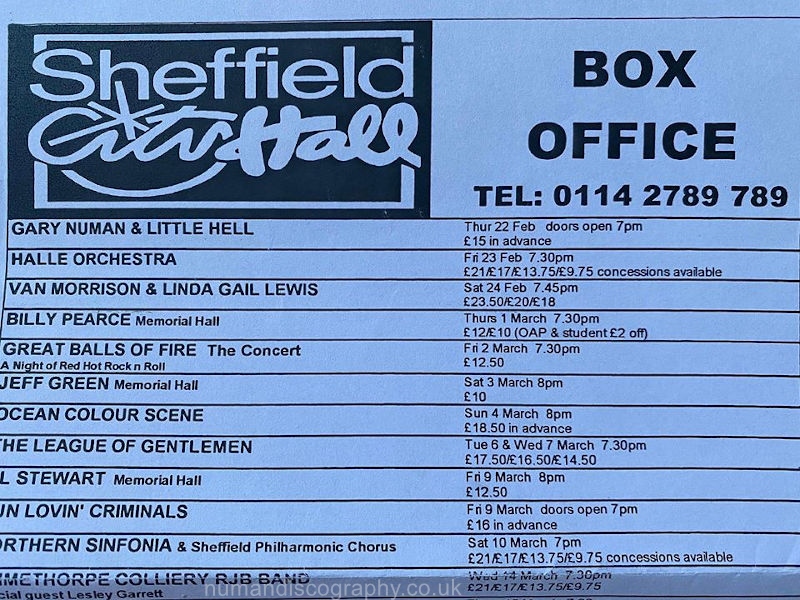 Sheffield
City Hall
BOX
OFFICE
TEL: 0114 2789 789
GARY NUMAN & LITTLE HELL
Thur 22 Feb doors open 7pm
£15 in advance
HALLE ORCHESTRA
Fri 23 Feb 7.30pm
£21/£17/£13.75/£9.75 concessions available
VAN MORRISON & LINDA GAIL LEWIS
Sat 24 Feb 7.45pm
£23.50/£20/£18
BILLY PEARCE Memorial Hall
Thurs 1 March 7.30pm
£12/£10 (OAP & student £2 off)
GREAT BALLS OF FIRE The Concert
A Night of Red Hot Rock n Roll
Fri 2 March 7.30pm
£12.50
JEFF GREEN Memorial Hall
Sat 3 March 8pm
£10
OCEAN COLOUR SCENE
Sun 4 March 8pm
£18.50 in advance
THE LEAGUE OF GENTLEMEN
Tue 6 & Wed 7 March 7.30pm
£17.50/£16.50/£14.50
L STEWART Memorial Hall
Fri 9 March 8pm
£12.50
UN LOVIN' CRIMINALS
Fri 9 March doors open 7pm
£16 in advance
ORTHERN SINFONIA & Sheffield Philharmonic Chorus
Sat 10 March 7pm
£21/£17/£13.75/£9.75 concessions available
IMETHORPE COLLIERY RJB BAND
cial guest Lesley Garrett
Wed 14 March 7.30pm
£21/£17/£13.75/£9.75
numandiscography.co.uk